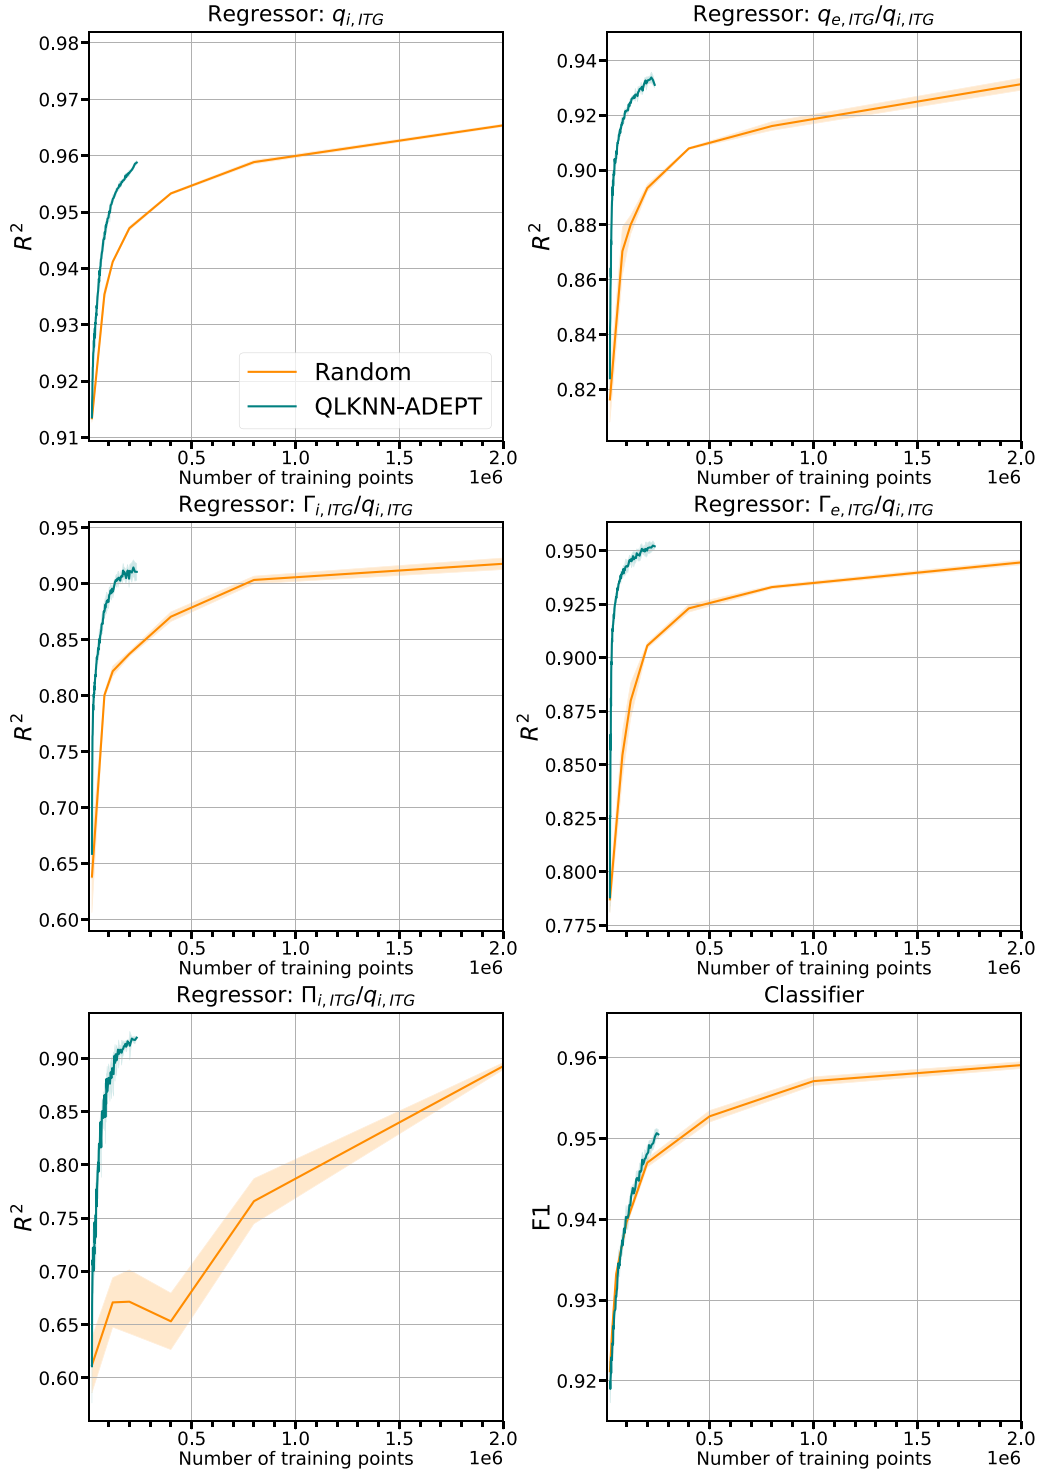 Regressor: q_{i, ITG}
0.98
0.97
0.96
0.95
0.94
0.93
0.92
0.91
R²
Random
QLKNN-ADEPT
0.5 1.0 1.5 2.0
Number of training points 1e6
Regressor: q_{e, ITG}/q_{i, ITG}
0.94
0.92
0.90
0.88
0.86
0.84
0.82
R²
0.5 1.0 1.5 2.0
Number of training points 1e6
Regressor: Γ_{i, ITG}/q_{i, ITG}
0.95
0.90
0.85
0.80
0.75
0.70
0.65
0.60
R²
0.5 1.0 1.5 2.0
Number of training points 1e6
Regressor: Γ_{e, ITG}/q_{i, ITG}
0.950
0.925
0.900
0.875
0.850
0.825
0.800
0.775
R²
0.5 1.0 1.5 2.0
Number of training points 1e6
Regressor: Π_{i, ITG}/q_{i, ITG}
0.90
0.85
0.80
0.75
0.70
0.65
0.60
R²
0.5 1.0 1.5 2.0
Number of training points 1e6
Classifier
0.96
0.95
0.94
0.93
0.92
F1
0.5 1.0 1.5 2.0
Number of training points 1e6